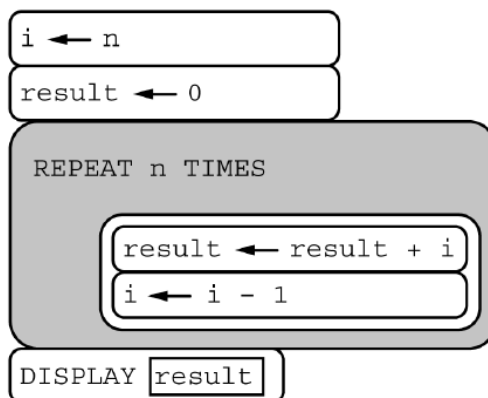 i ← n
result ← 0
REPEAT n TIMES
result ← result + i
i ← i - 1
DISPLAY result